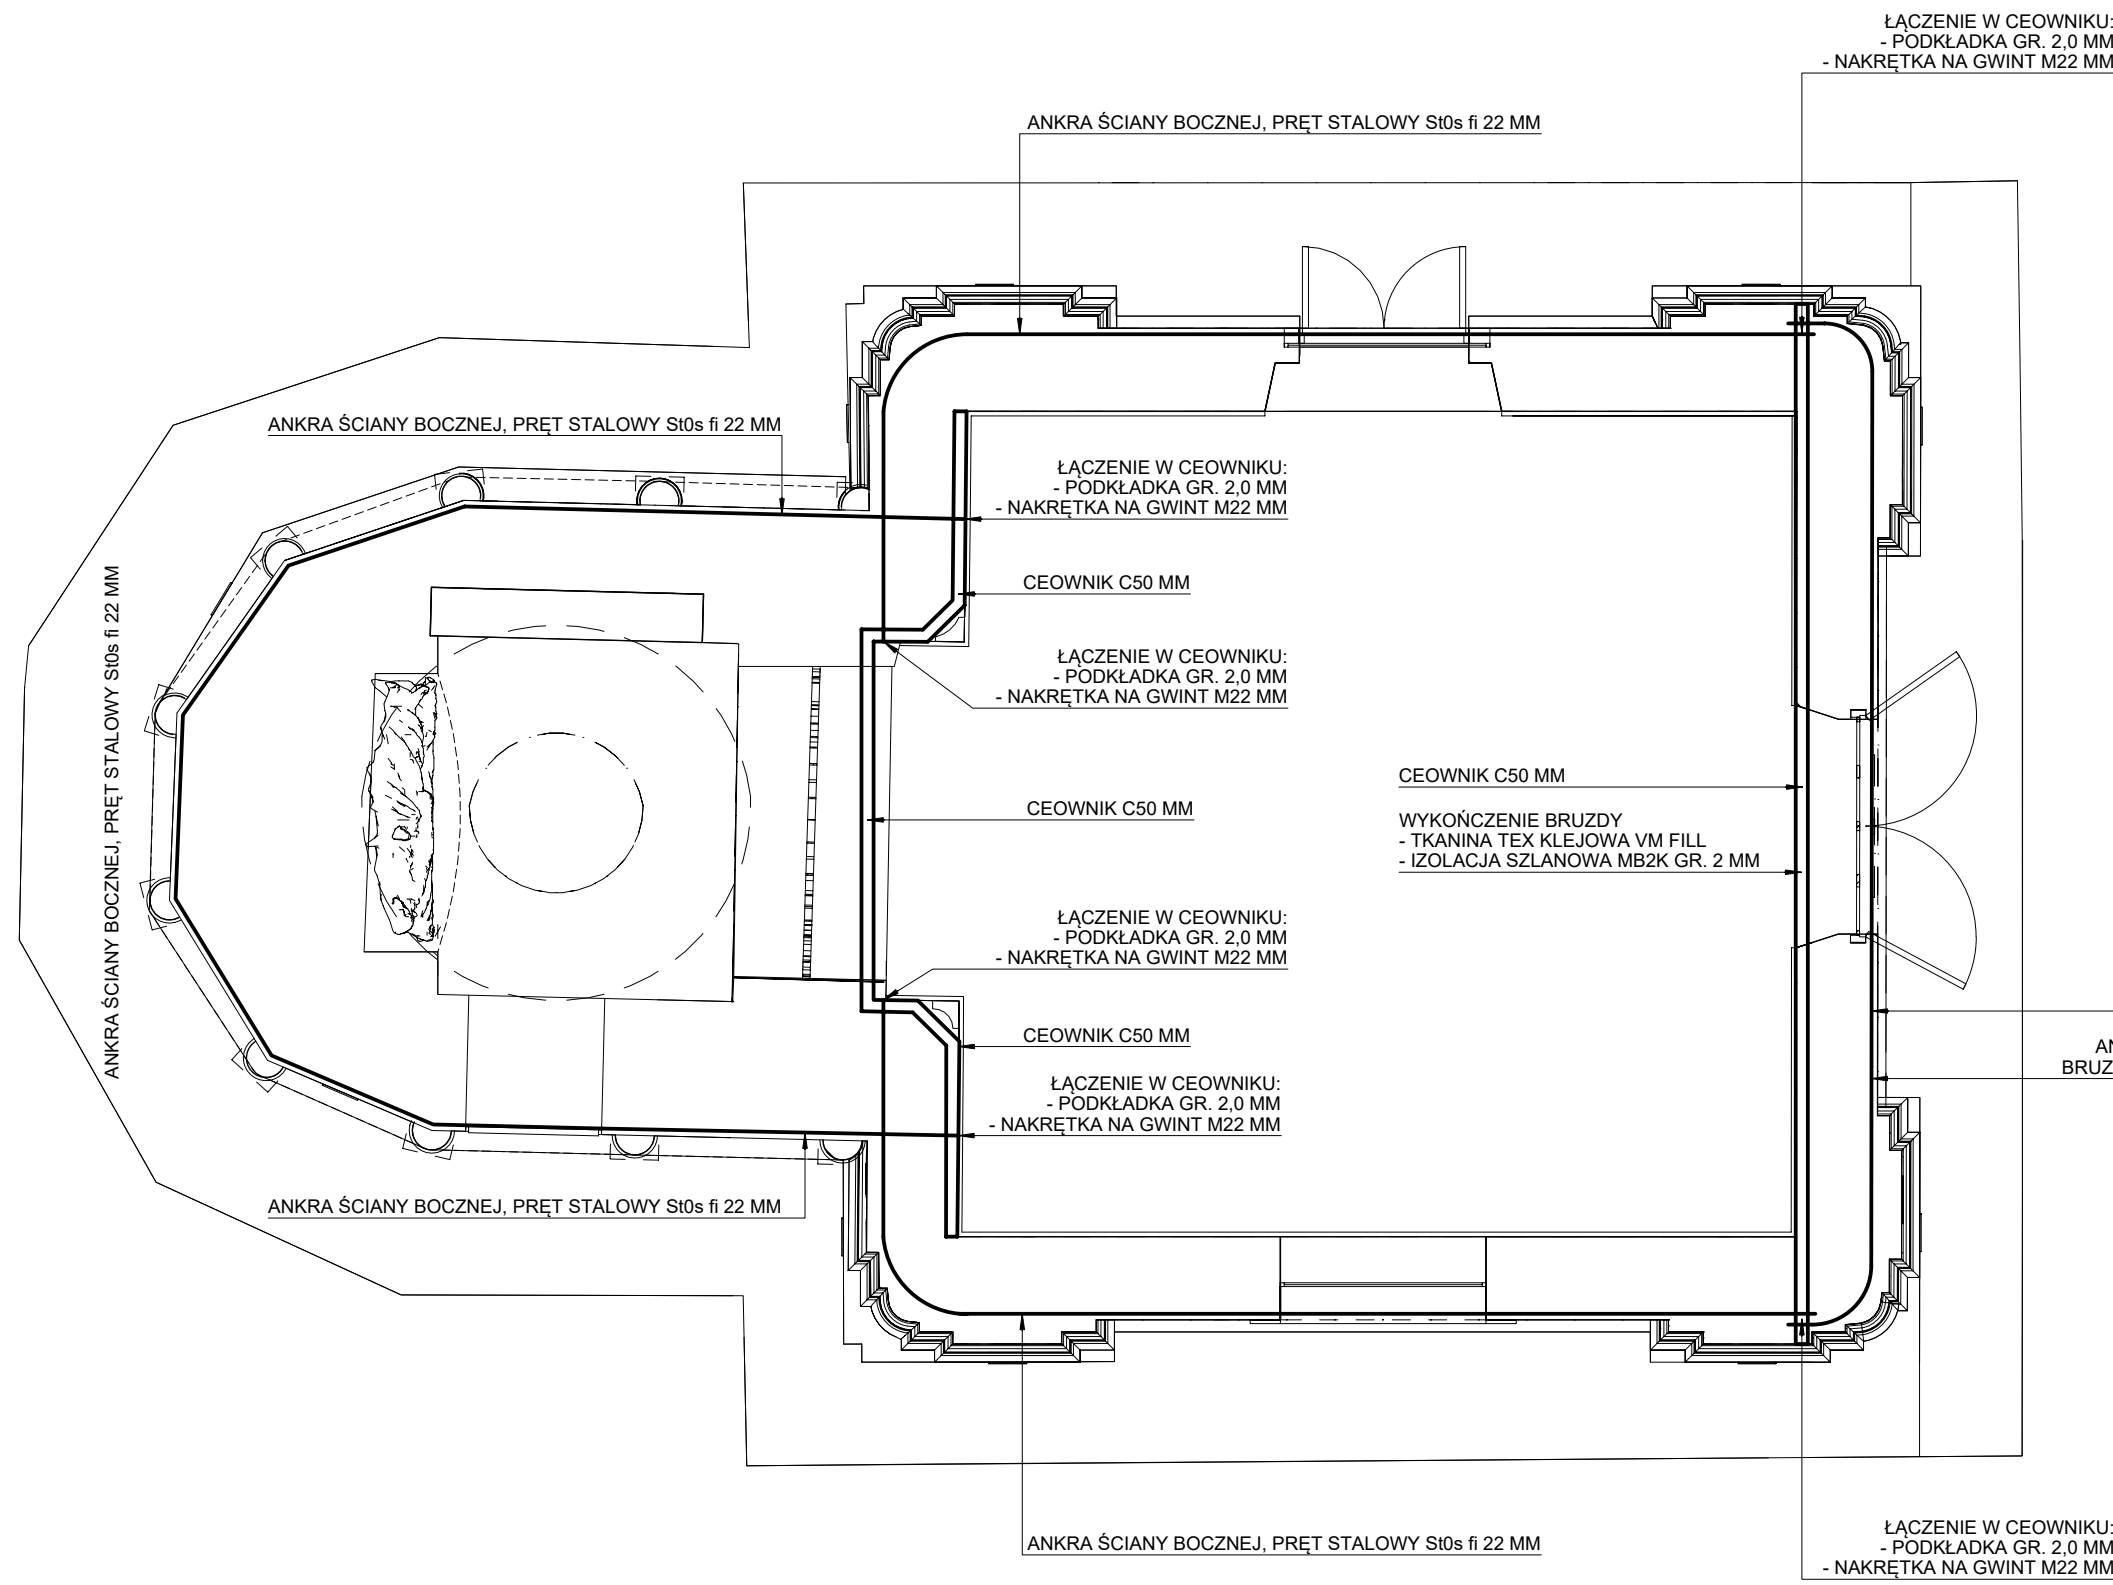 ŁĄCZENIE W CEOWNIKU:
- PODKŁADKA GR. 2,0 MM
- NAKRĘTKA NA GWINT M22 MM
ANKRA ŚCIANY BOCZNEJ, PRĘT STALOWY St0s fi 22 MM
ANKRA ŚCIANY BOCZNEJ, PRĘT STALOWY St0s fi 22 MM
ŁĄCZENIE W CEOWNIKU:
- PODKŁADKA GR. 2,0 MM
- NAKRĘTKA NA GWINT M22 MM
ANKRA ŚCIANY BOCZNEJ, PRĘT STALOWY St0s fi 22 MM
CEOWNIK C50 MM
ŁĄCZENIE W CEOWNIKU:
- PODKŁADKA GR. 2,0 MM
- NAKRĘTKA NA GWINT M22 MM
CEOWNIK C50 MM
CEOWNIK C50 MM
WYKOŃCZENIE BRUZDY
- TKANINA TEX KLEJOWA VM FILL
- IZOLACJA SZLANOWA MB2K GR. 2 MM
ŁĄCZENIE W CEOWNIKU:
- PODKŁADKA GR. 2,0 MM
- NAKRĘTKA NA GWINT M22 MM
CEOWNIK C50 MM
AN
BRUZ
ŁĄCZENIE W CEOWNIKU:
- PODKŁADKA GR. 2,0 MM
- NAKRĘTKA NA GWINT M22 MM
ANKRA ŚCIANY BOCZNEJ, PRĘT STALOWY St0s fi 22 MM
ANKRA ŚCIANY BOCZNEJ, PRĘT STALOWY St0s fi 22 MM
ŁĄCZENIE W CEOWNIKU:
- PODKŁADKA GR. 2,0 MM
- NAKRĘTKA NA GWINT M22 MM